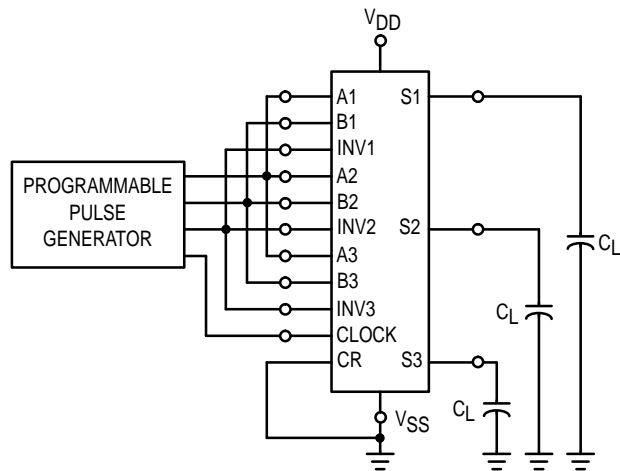 VDD
A1
S1
B1
INV1
PROGRAMMABLE
PULSE
GENERATOR
A2
B2
INV2
S2
A3
CL
B3
INV3
CL
CLOCK
CR
S3
CL
VSS